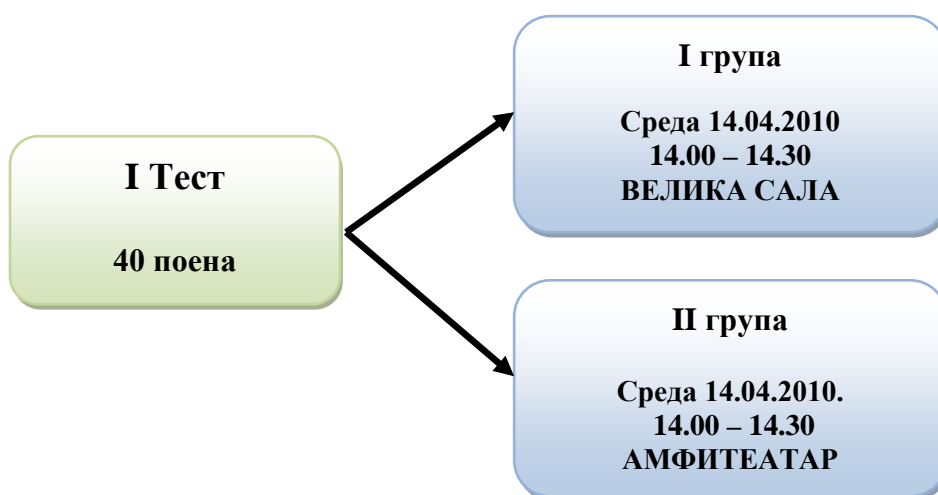 I Тест
40 поена
I група
Среда 14.04.2010
14.00 – 14.30
ВЕЛИКА САЛА
II група
Среда 14.04.2010.
14.00 – 14.30
АМФИТЕАТАР